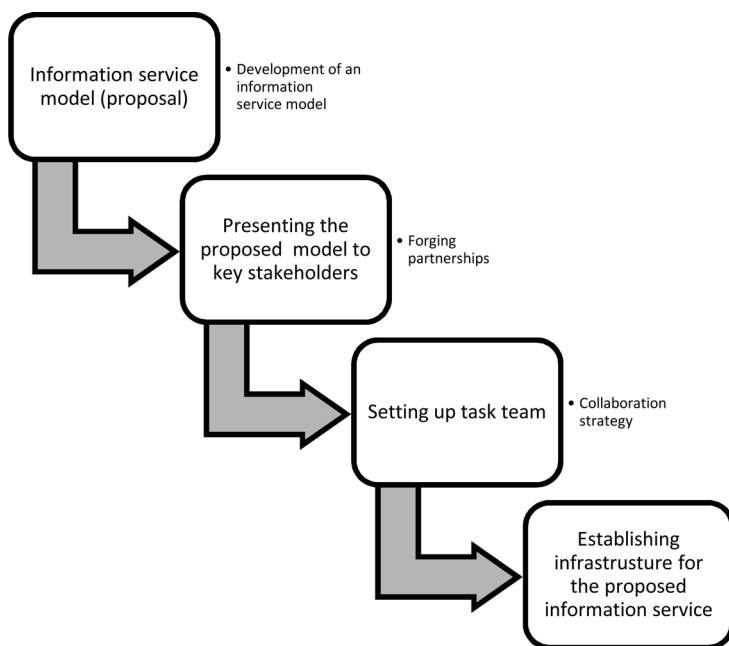 Information service
model (proposal)
• Development of an
information
service model
Presenting the
proposed model to
key stakeholders
• Forging
partnerships
Setting up task team
• Collaboration
strategy
Establishing
infrastrusture for
the proposed
information service